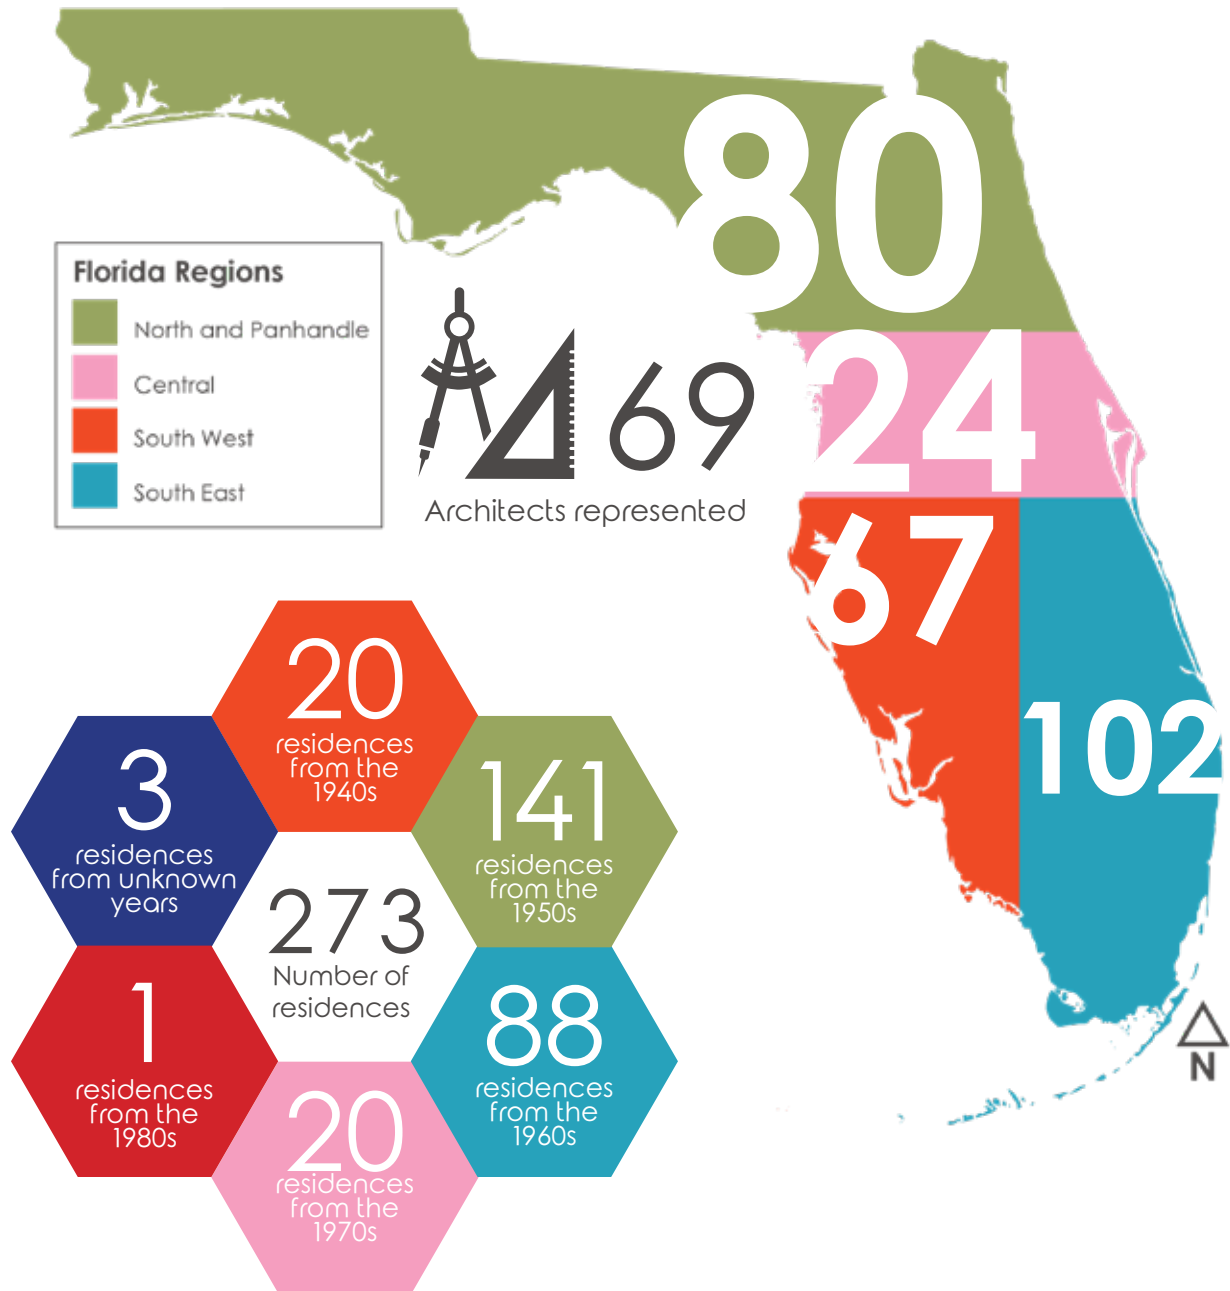 80
Florida Regions
North and Panhandle
Central
South West
South East
69
Architects represented
24
67
102
20
residences
from the
1940s
3
residences
from unknown
years
141
residences
from the
1950s
273
Number of
residences
1
residences
from the
1980s
88
residences
from the
1960s
20
residences
from the
1970s
N